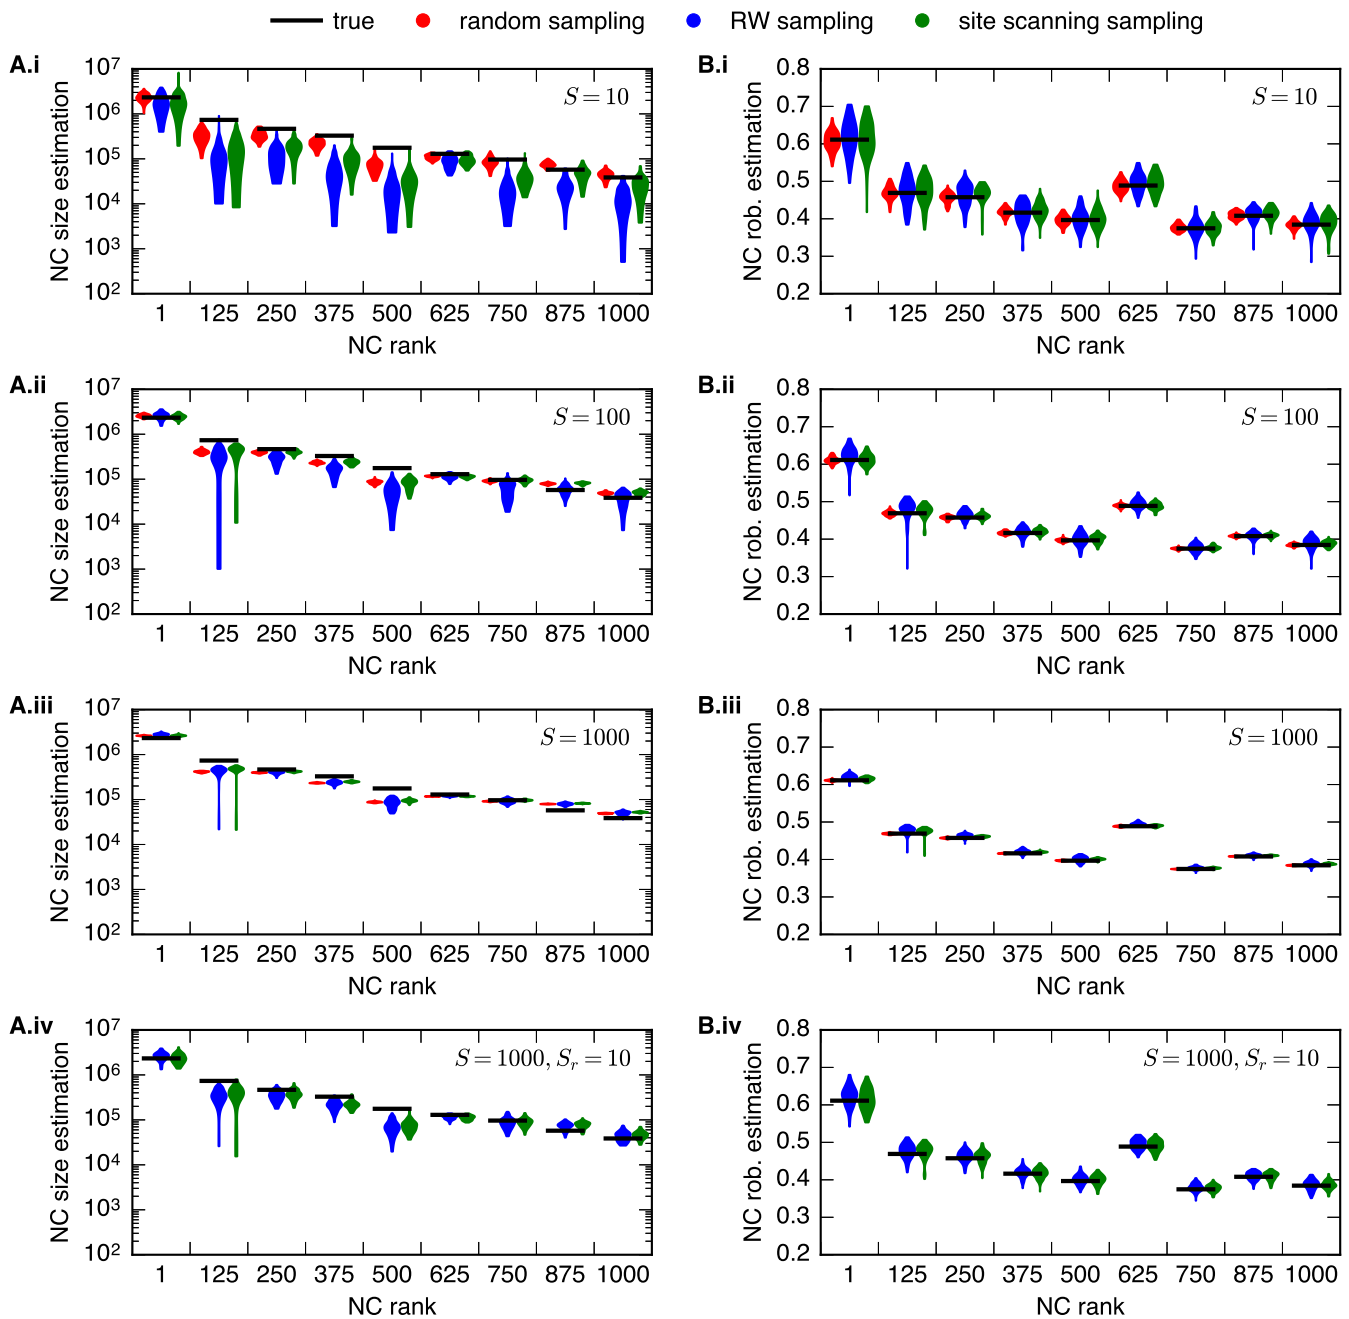 true random sampling RW sampling site scanning sampling
A.i
NC size estimation
10⁷
10⁶
10⁵
10⁴
10³
10²
S = 10
1 125 250 375 500 625 750 875 1000
NC rank
B.i
NC rob. estimation
0.8
0.7
0.6
0.5
0.4
0.3
0.2
S = 10
1 125 250 375 500 625 750 875 1000
NC rank
A.ii
NC size estimation
10⁷
10⁶
10⁵
10⁴
10³
10²
S = 100
1 125 250 375 500 625 750 875 1000
NC rank
B.ii
NC rob. estimation
0.8
0.7
0.6
0.5
0.4
0.3
0.2
S = 100
1 125 250 375 500 625 750 875 1000
NC rank
A.iii
NC size estimation
10⁷
10⁶
10⁵
10⁴
10³
10²
S = 1000
1 125 250 375 500 625 750 875 1000
NC rank
B.iii
NC rob. estimation
0.8
0.7
0.6
0.5
0.4
0.3
0.2
S = 1000
1 125 250 375 500 625 750 875 1000
NC rank
A.iv
NC size estimation
10⁷
10⁶
10⁵
10⁴
10³
10²
S = 1000, Sᵣ = 10
1 125 250 375 500 625 750 875 1000
NC rank
B.iv
NC rob. estimation
0.8
0.7
0.6
0.5
0.4
0.3
0.2
S = 1000, Sᵣ = 10
1 125 250 375 500 625 750 875 1000
NC rank